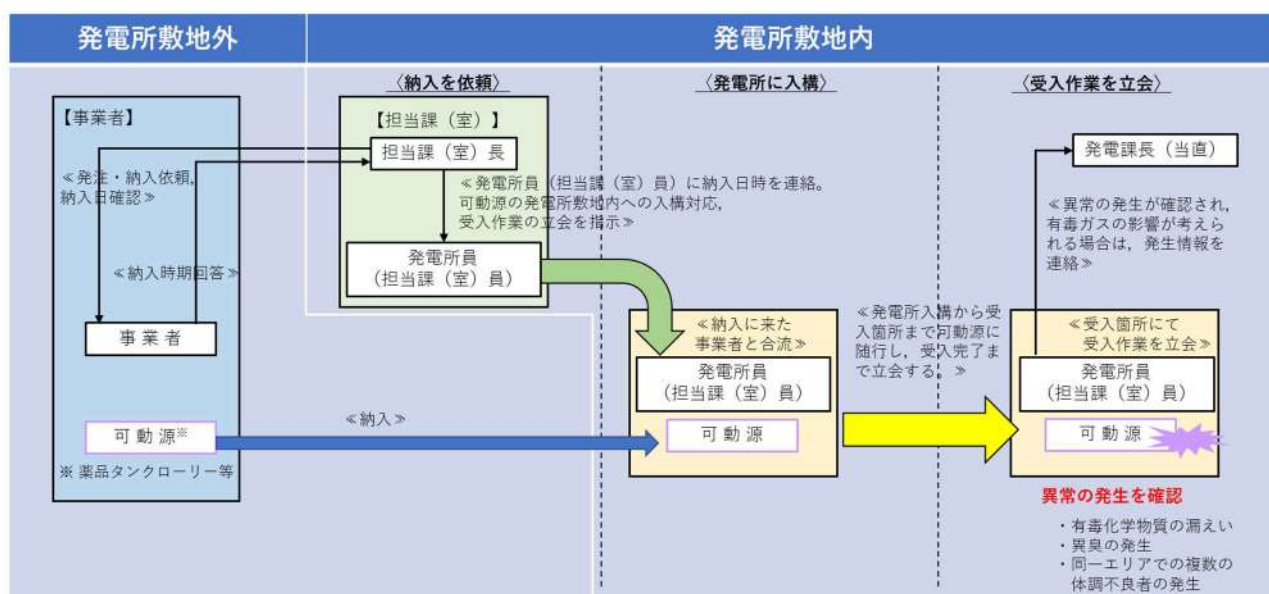 発電所敷地外
発電所敷地内
〈納入を依頼〉
〈発電所に入構〉
〈受入作業を立会〉
【事業者】
≪発注・納入依頼，
納入日確認≫
≪納入時期回答≫
事 業 者
可 動 源※
※ 薬品タンクローリー等
【担当課（室）】
担当課（室）長
≪発電所員（担当課（室）員）に納入日時を連絡。
可動源の発電所敷地内への入構対応，
受入作業の立会を指示≫
発電所員
（担当課（室）員）
≪納入≫
≪納入に来た
事業者と合流≫
発電所員
（担当課（室）員）
可 動 源
≪発電所入構から受
入箇所まで可動源に
随行し，受入完了ま
で立会する。≫
発電課長（当直）
≪異常の発生が確認され，
有毒ガスの影響が考えら
れる場合は，発生情報を
連絡≫
≪受入箇所にて
受入作業を立会≫
発電所員
（担当課（室）員）
可 動 源
異常の発生を確認
・有毒化学物質の漏えい
・異臭の発生
・同一エリアでの複数の
体調不良者の発生